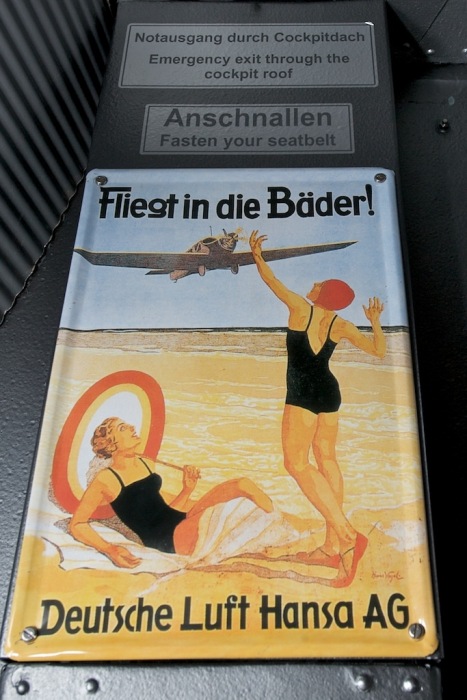 Notausgang durch Cockpitdach
Emergency exit through the
cockpit roof
Anschnallen
Fasten your seatbelt
Fliegt in die Bäder!
Deutsche Luft Hansa AG